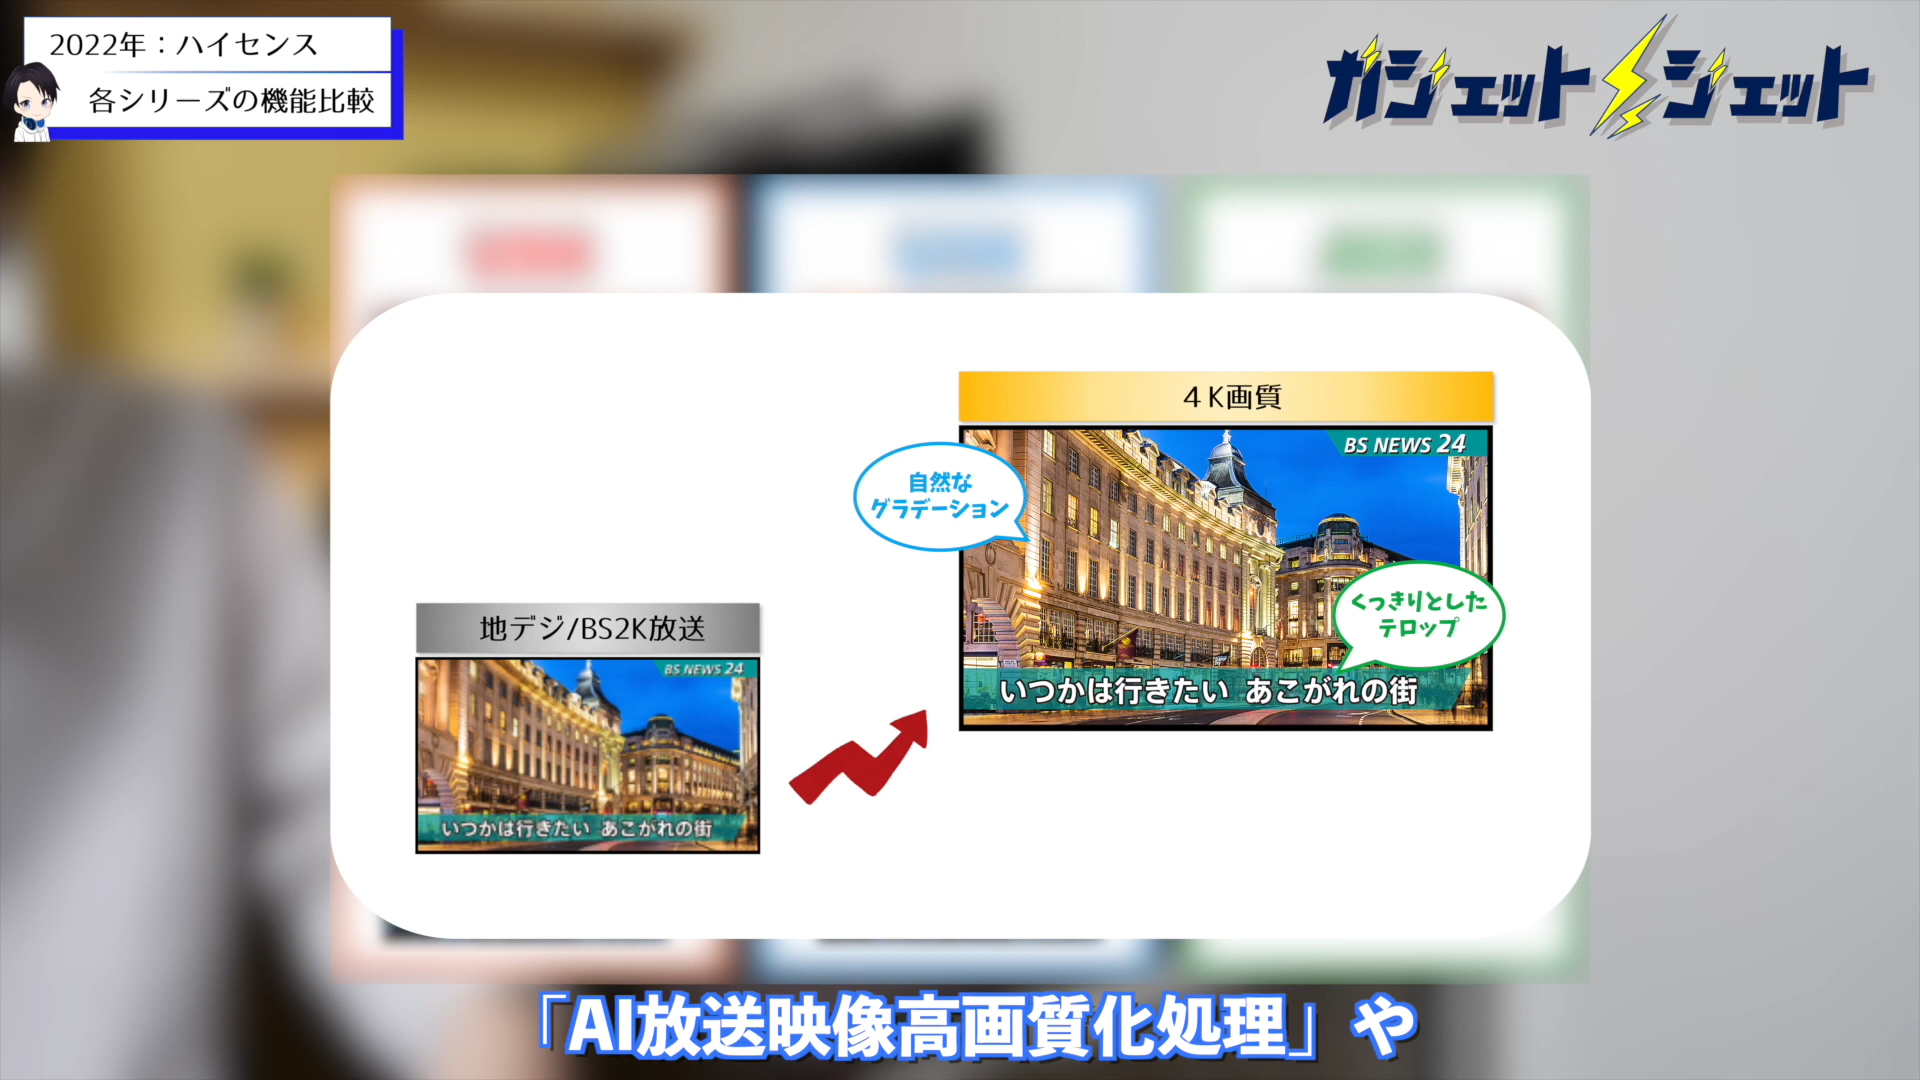 2022年：ハイセンス
各シリーズの機能比較
ガジェットジェット
４K画質
BS NEWS 24
自然な
グラデーション
くっきりとした
テロップ
いつかは行きたい あこがれの街
地デジ/BS2K放送
BS NEWS 24
いつかは行きたい あこがれの街
「AI放送映像高画質化処理」や